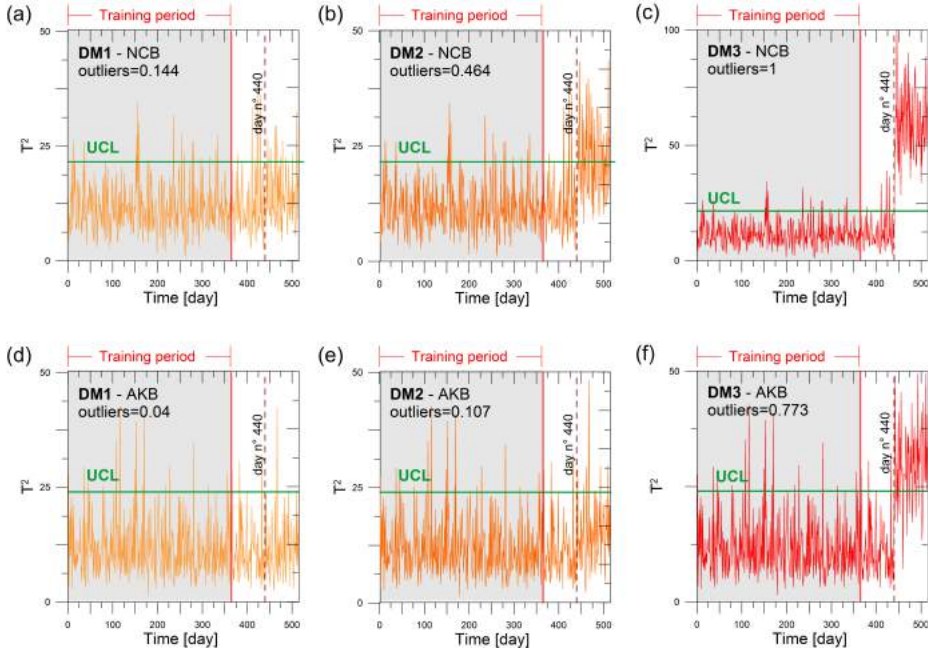 (a)
Training period
50
25
0
T²
DM1 - NCB
outliers=0.144
UCL
day n° 440
0 100 200 300 400 500
Time [day]
(b)
Training period
50
25
0
T²
DM2 - NCB
outliers=0.464
UCL
day n° 440
0 100 200 300 400 500
Time [day]
(c)
Training period
100
50
0
T²
DM3 - NCB
outliers=1
UCL
day n° 440
0 100 200 300 400 500
Time [day]
(d)
Training period
50
25
0
T²
DM1 - AKB
outliers=0.04
UCL
day n° 440
0 100 200 300 400 500
Time [day]
(e)
Training period
50
25
0
T²
DM2 - AKB
outliers=0.107
UCL
day n° 440
0 100 200 300 400 500
Time [day]
(f)
Training period
50
25
0
T²
DM3 - AKB
outliers=0.773
UCL
day n° 440
0 100 200 300 400 500
Time [day]